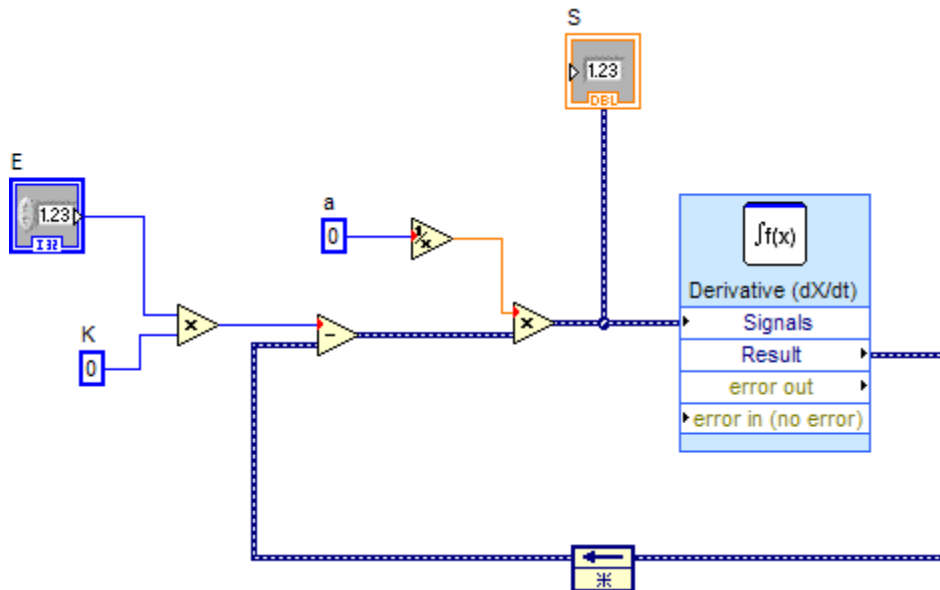 S
1.23
DBL
E
1.23
I32
a
0
1/x
∫f(x)
Derivative (dX/dt)
x
Signals
K
x
−
Result
0
error out
error in (no error)